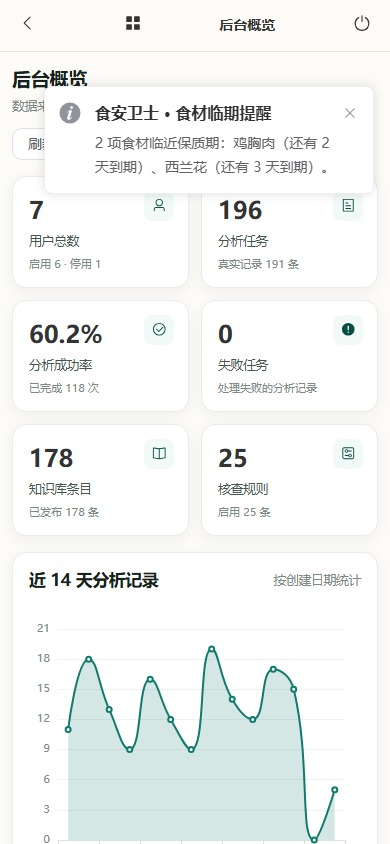 后台概览
后台概览
数据来
刷
食安卫士 • 食材临期提醒
2 项食材临近保质期：鸡胸肉（还有 2
天到期）、西兰花（还有 3 天到期）。
7
用户总数
启用 6 · 停用 1
196
分析任务
真实记录 191 条
60.2%
分析成功率
已完成 118 次
0
失败任务
处理失败的分析记录
178
知识库条目
已发布 178 条
25
核查规则
启用 25 条
近 14 天分析记录
按创建日期统计
21
18
15
12
9
6
3
0